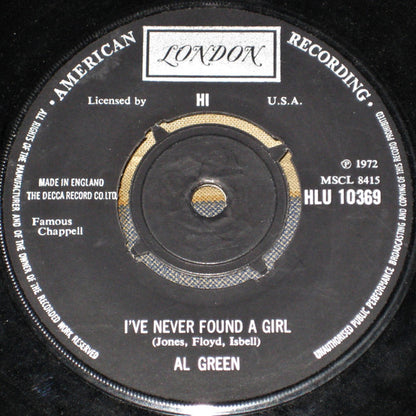 · AMERICAN RECORDING ·
LONDON
Licensed by HI U.S.A.
℗ 1972
MSCL 8415
HLU 10369
MADE IN ENGLAND
THE DECCA RECORD CO. LTD.
Famous
Chappell
I'VE NEVER FOUND A GIRL
(Jones, Floyd, Isbell)
AL GREEN
ALL RIGHTS OF THE MANUFACTURER AND OF THE OWNER OF THE RECORDED WORK RESERVED
UNAUTHORISED PUBLIC PERFORMANCE BROADCASTING AND COPYING OF THIS RECORD PROHIBITED